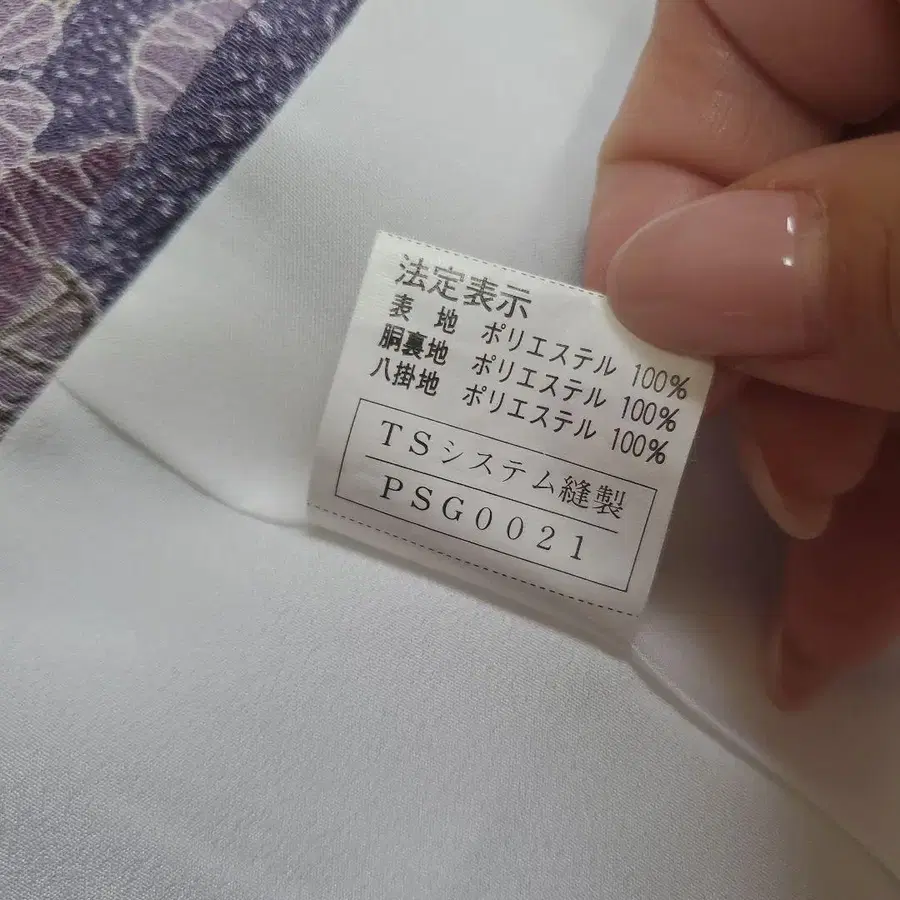 法定表示
表 地 ポリエステル 100%
胴裏地 ポリエステル 100%
八掛地 ポリエステル 100%
TSシステム縫製
PSG0021